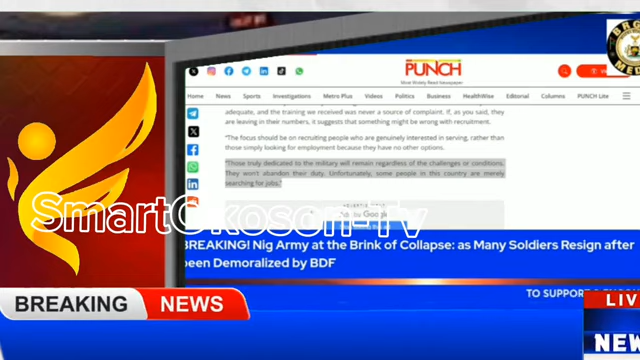 PUNCH
Most Widely Read Newspaper
Home News Sports Investigations Metro Plus Videos Politics Business HealthWise Editorial Columns PUNCH Lite
adequate, and the training we received was never a source of complaint. If, as you said, they
are leaving in their numbers, it suggests that something might be wrong with recruitment.
"The focus should be on recruiting people who are genuinely interested in serving, rather than
those simply looking for employment because they have no other options.
"Those truly dedicated to the military will remain regardless of the challenges or conditions.
They won't abandon their duty. Unfortunately, some people in this country are merely
searching for jobs."
Google
SmartOkoson-Tv
BREAKING! Nig Army at the Brink of Collapse: as Many Soldiers Resign after
been Demoralized by BDF
TO SUPPORT
BREAKING NEWS
LIV
NEW